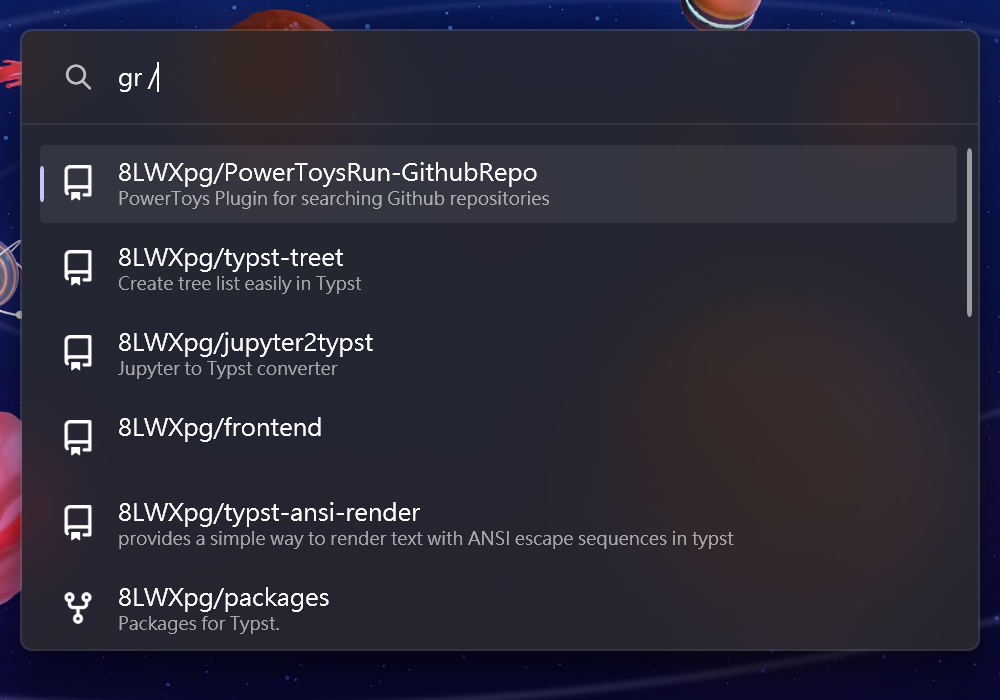 gr /
8LWXpg/PowerToysRun-GithubRepo
PowerToys Plugin for searching Github repositories
8LWXpg/typst-treet
Create tree list easily in Typst
8LWXpg/jupyter2typst
Jupyter to Typst converter
8LWXpg/frontend
8LWXpg/typst-ansi-render
provides a simple way to render text with ANSI escape sequences in typst
8LWXpg/packages
Packages for Typst.